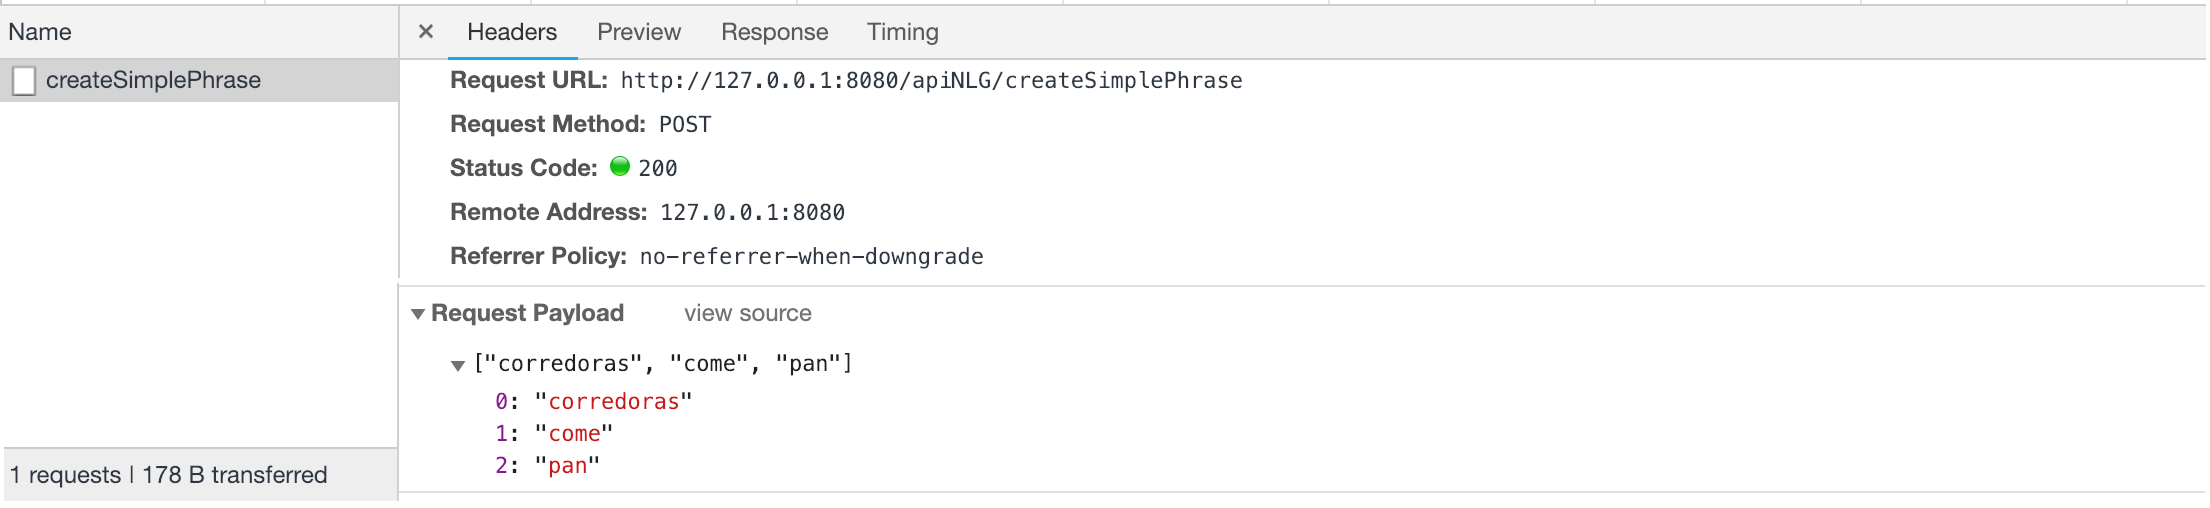 Name
× Headers Preview Response Timing
createSimplePhrase
Request URL: http://127.0.0.1:8080/apiNLG/createSimplePhrase
Request Method: POST
Status Code: 200
Remote Address: 127.0.0.1:8080
Referrer Policy: no-referrer-when-downgrade
Request Payload view source
["corredoras", "come", "pan"]
0: "corredoras"
1: "come"
2: "pan"
1 requests | 178 B transferred